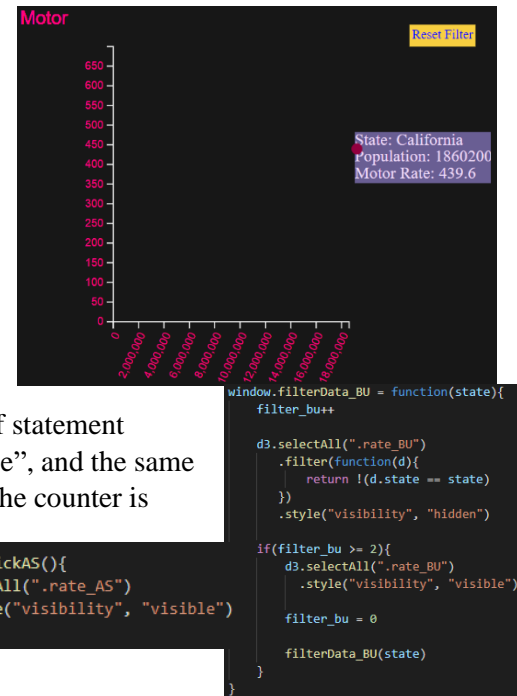 Motor
Reset Filter
650
600
550
500
450
400
350
300
250
200
150
100
50
0
State: California
Population: 1860200
Motor Rate: 439.6
0
2,000,000
4,000,000
6,000,000
8,000,000
10,000,000
12,000,000
14,000,000
16,000,000
18,000,000
f statement
e”, and the same
he counter is
ickAS(){
All(".rate_AS")
e("visibility", "visible")
window.filterData_BU = function(state){
filter_bu++
d3.selectAll(".rate_BU")
.filter(function(d){
return !(d.state == state)
})
.style("visibility", "hidden")
if(filter_bu >= 2){
d3.selectAll(".rate_BU")
.style("visibility", "visible")
filter_bu = 0
filterData_BU(state)
}
}